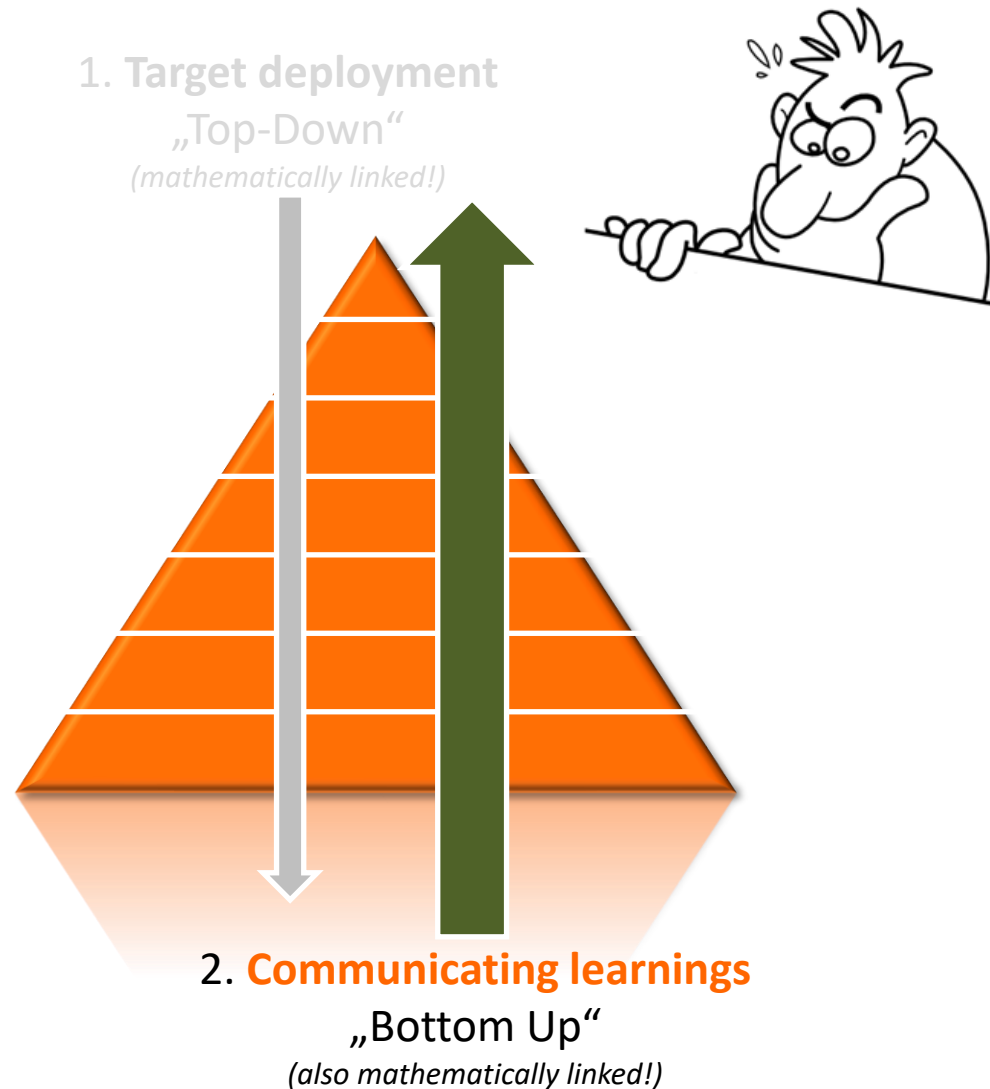 1. Target deployment
„Top-Down“
(mathematically linked!)
2. Communicating learnings
„Bottom Up“
(also mathematically linked!)